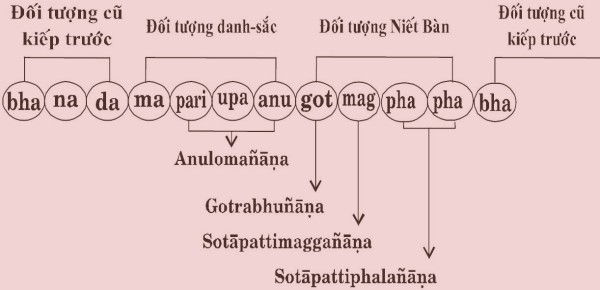 Đối tượng cũ
kiếp trước
Đối tượng danh-sắc
Đối tượng Niết Bàn
Đối tượng cũ
kiếp trước
bha na da ma pari upa anu got mag pha pha bha
Anulomañāṇa
Gotrabhuñāṇa
Sotāpattimaggañāṇa
Sotāpattiphalañāṇa